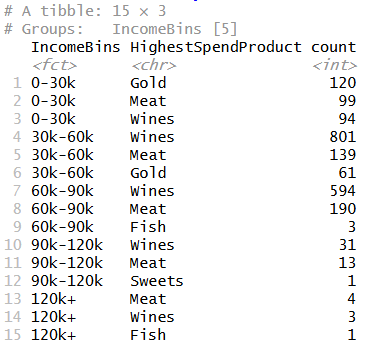 # A tibble: 15 × 3
# Groups:   IncomeBins [5]
   IncomeBins HighestSpendProduct count
   <fct>      <chr>               <int>
 1 0-30k      Gold                  120
 2 0-30k      Meat                   99
 3 0-30k      Wines                  94
 4 30k-60k    Wines                 801
 5 30k-60k    Meat                  139
 6 30k-60k    Gold                   61
 7 60k-90k    Wines                 594
 8 60k-90k    Meat                  190
 9 60k-90k    Fish                    3
10 90k-120k   Wines                  31
11 90k-120k   Meat                   13
12 90k-120k   Sweets                  1
13 120k+      Meat                    4
14 120k+      Wines                   3
15 120k+      Fish                    1